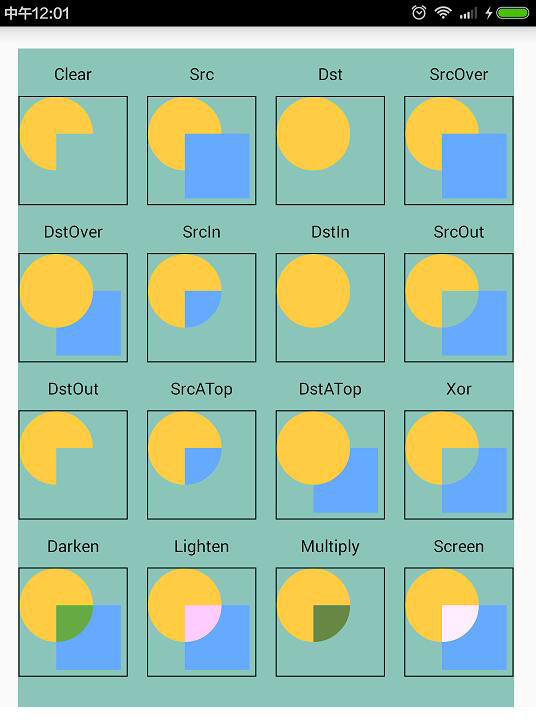 中午12:01
Clear Src Dst SrcOver
DstOver SrcIn DstIn SrcOut
DstOut SrcATop DstATop Xor
Darken Lighten Multiply Screen